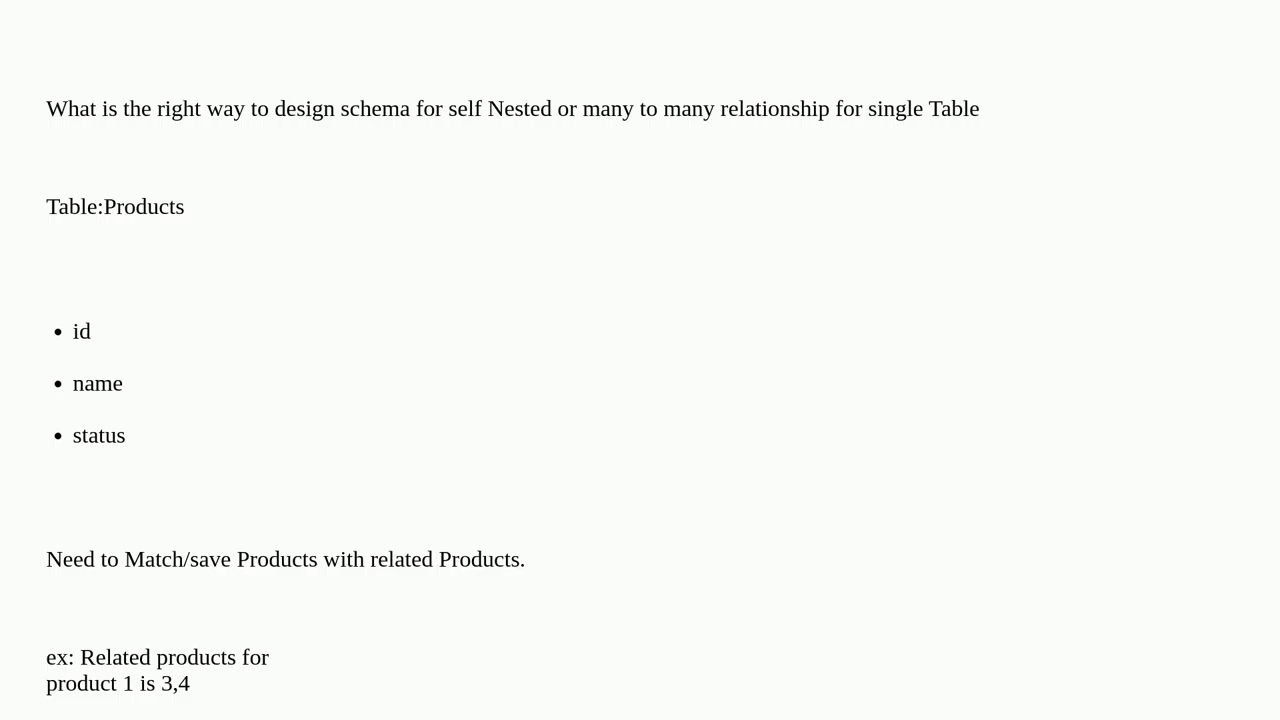 What is the right way to design schema for self Nested or many to many relationship for single Table
Table:Products
• id
• name
• status
Need to Match/save Products with related Products.
ex: Related products for
product 1 is 3,4